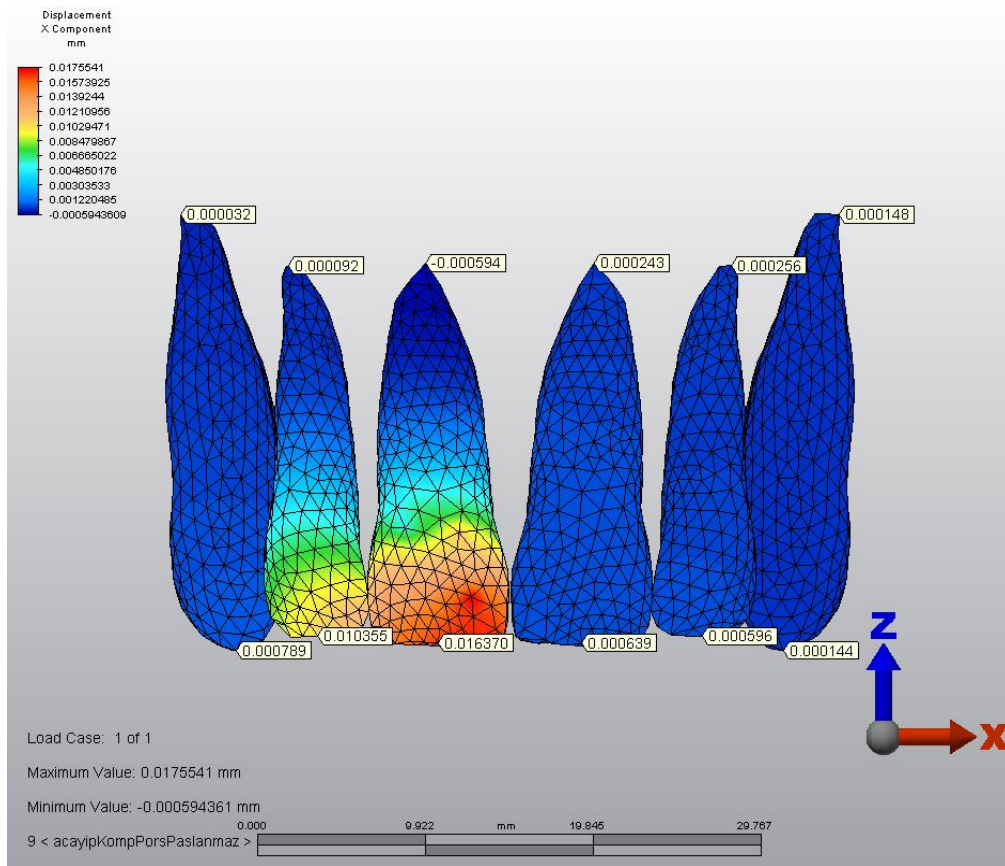 Displacement
X Component
mm
0.0175541
0.01573925
0.0139244
0.01210956
0.01029471
0.008479867
0.006665022
0.004850176
0.00303533
0.001220485
-0.0005943609
0.000032
0.000148
0.000092
-0.000594
0.000243
0.000256
0.010355
0.016370
0.000639
0.000596
0.000789
0.000144
Z
X
Load Case: 1 of 1
Maximum Value: 0.0175541 mm
Minimum Value: -0.000594361 mm
0.000 9.922 mm 19.845 29.767
9 < acayipKompPorsPaslanmaz >